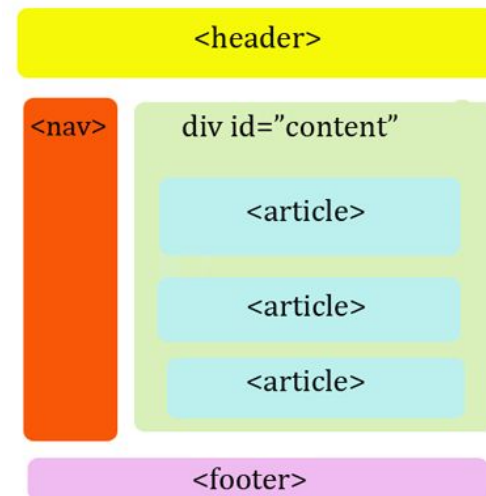 <header>
<nav>
div id=”content”
<article>
<article>
<article>
<footer>